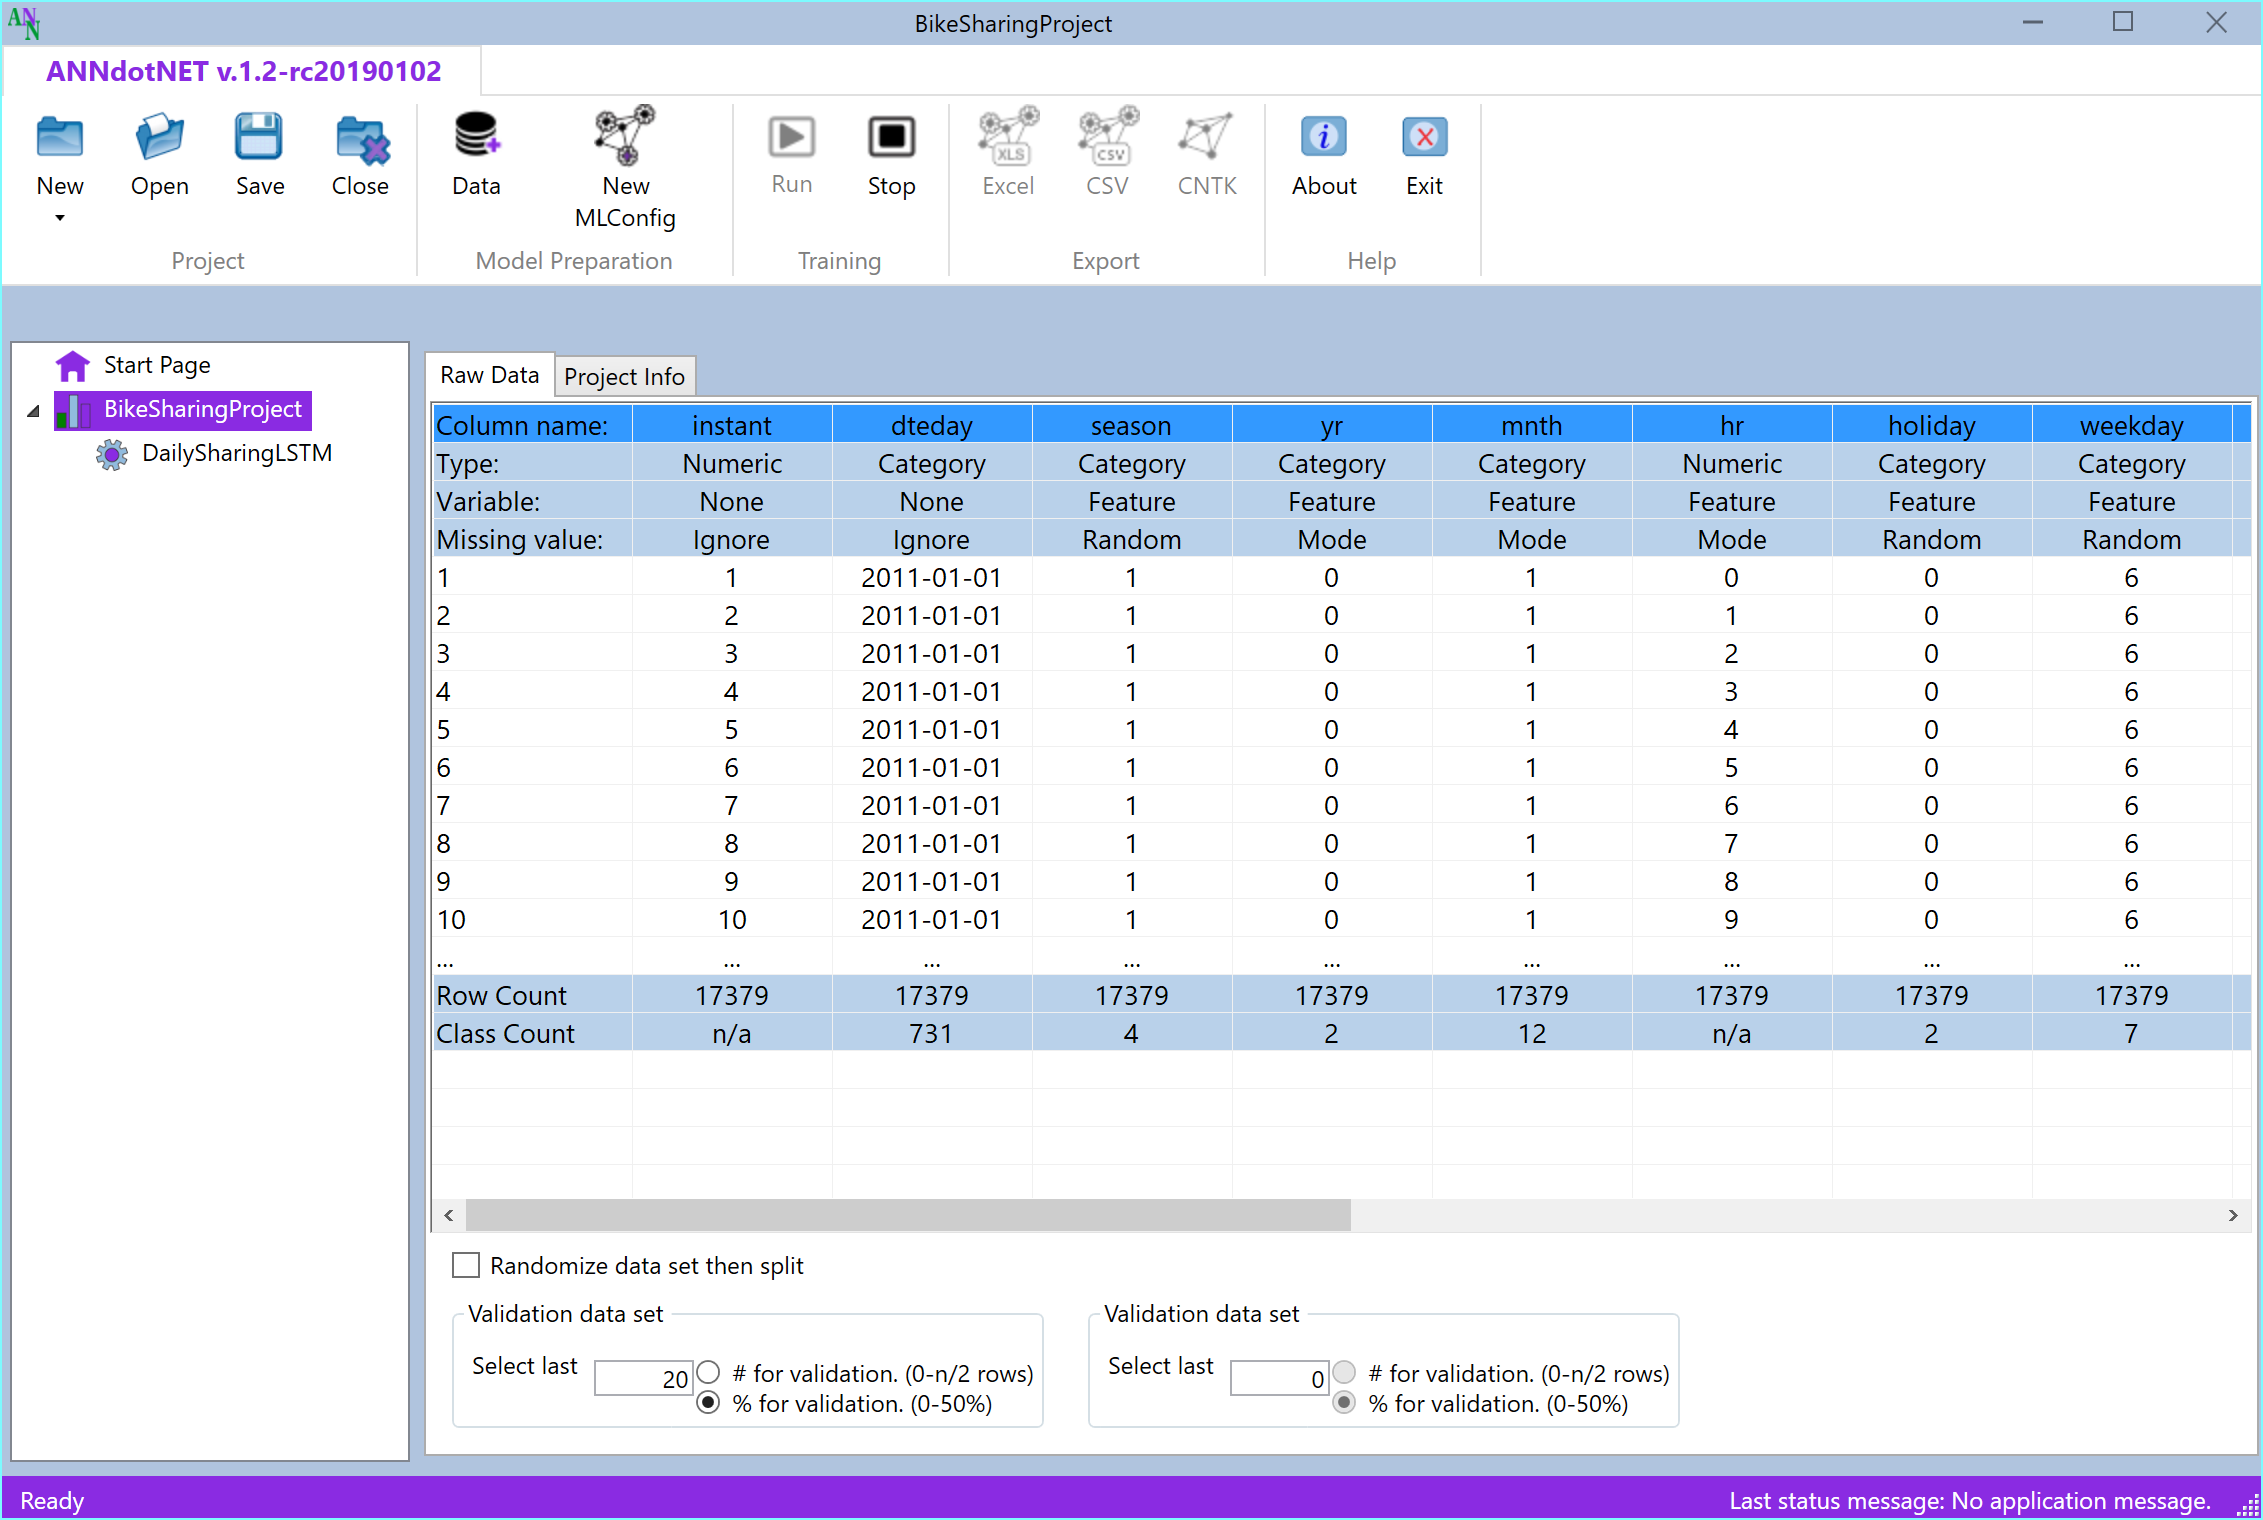 ANN
BikeSharingProject
ANNdotNET v.1.2-rc20190102
New Open Save Close Data New MLConfig Run Stop XLS Excel CSV CSV CNTK About Exit
Project Model Preparation Training Export Help
Start Page
BikeSharingProject
DailySharingLSTM
Raw Data Project Info
Column name: instant dteday season yr mnth hr holiday weekday
Type: Numeric Category Category Category Category Numeric Category Category
Variable: None None Feature Feature Feature Feature Feature Feature
Missing value: Ignore Ignore Random Mode Mode Mode Random Random
1 1 2011-01-01 1 0 1 0 0 6
2 2 2011-01-01 1 0 1 1 0 6
3 3 2011-01-01 1 0 1 2 0 6
4 4 2011-01-01 1 0 1 3 0 6
5 5 2011-01-01 1 0 1 4 0 6
6 6 2011-01-01 1 0 1 5 0 6
7 7 2011-01-01 1 0 1 6 0 6
8 8 2011-01-01 1 0 1 7 0 6
9 9 2011-01-01 1 0 1 8 0 6
10 10 2011-01-01 1 0 1 9 0 6
... ... ... ... ... ... ... ... ...
Row Count 17379 17379 17379 17379 17379 17379 17379 17379
Class Count n/a 731 4 2 12 n/a 2 7
Randomize data set then split
Validation data set
Select last 20 # for validation. (0-n/2 rows)
% for validation. (0-50%)
Validation data set
Select last 0 # for validation. (0-n/2 rows)
% for validation. (0-50%)
Ready Last status message: No application message.